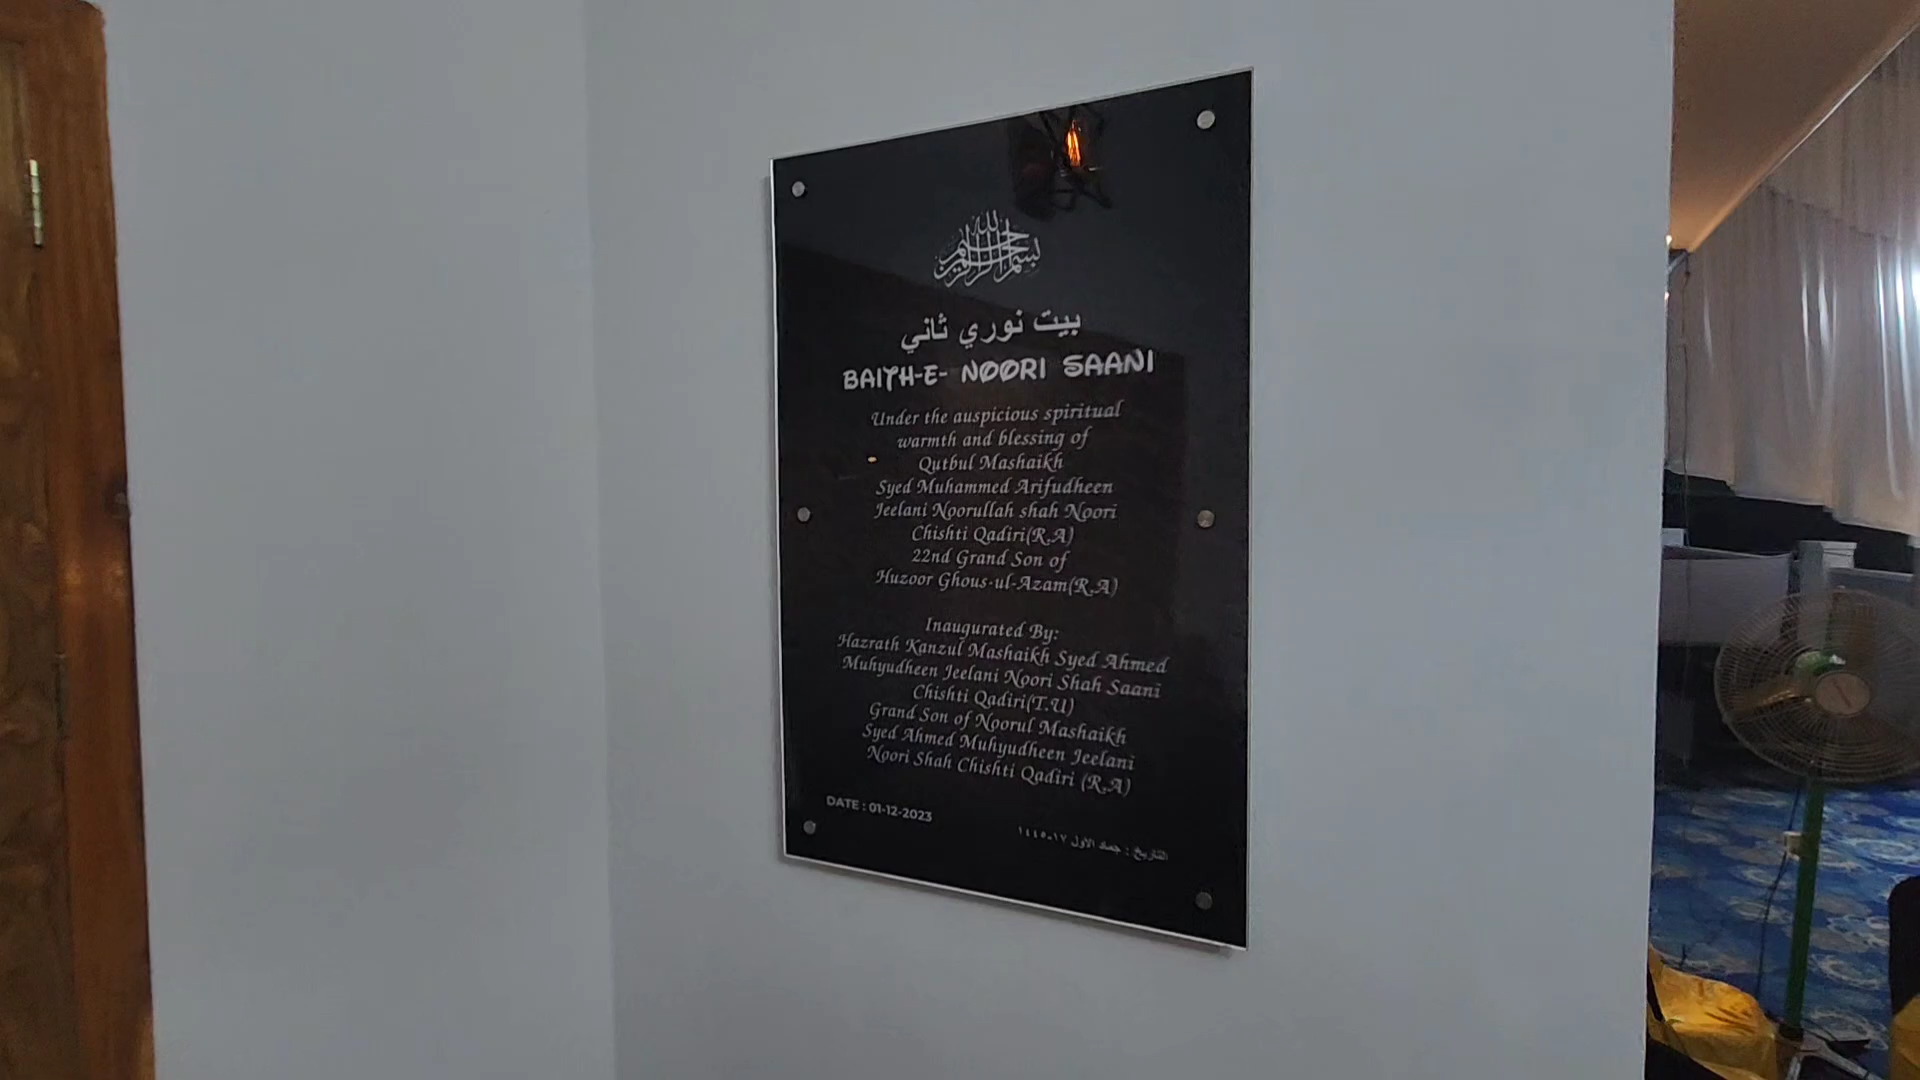 بسم الله الرحمن الرحيم
بيت نوري ثاني
BAITH-E- NOORI SAANI
Under the auspicious spiritual
warmth and blessing of
Qutbul Mashaikh
Syed Muhammed Arifudheen
Jeelani Noorullah shah Noori
Chishti Qadiri(R,A)
22nd Grand Son of
Huzoor Ghous-ul-Azam(R,A)
Inaugurated By:
Hazrath Kanzul Mashaikh Syed Ahmed
Muhyudheen Jeelani Noori Shah Saani
Chishti Qadiri(T.U)
Grand Son of Noorul Mashaikh
Syed Ahmed Muhyudheen Jeelani
Noori Shah Chishti Qadiri (R,A)
DATE : 01-12-2023
التاريخ : جماد الاول ١٧-١٤٤٥